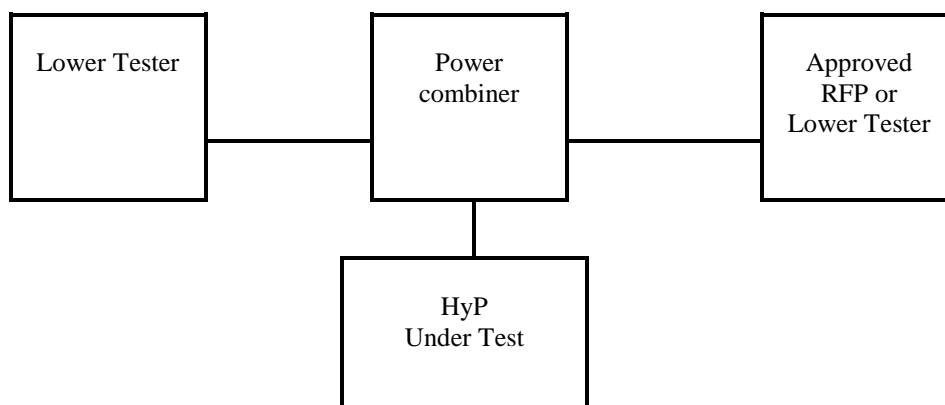 Lower Tester
Power
combiner
Approved
RFP or
Lower Tester
HyP
Under Test